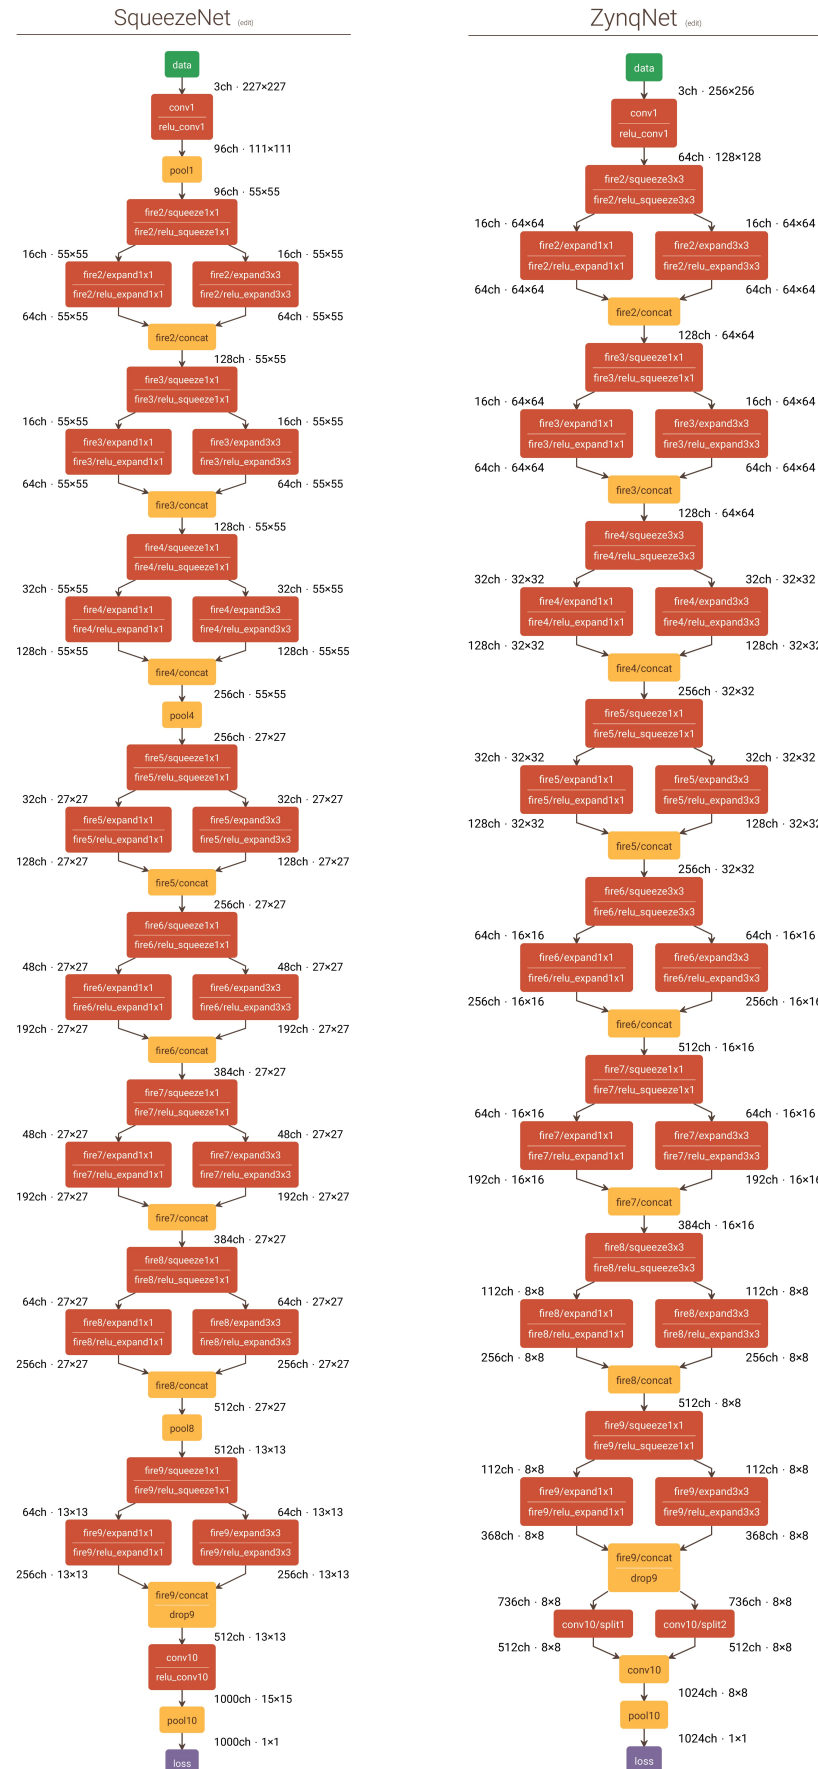 SqueezeNet (edit)
data
3ch · 227×227
conv1
relu_conv1
96ch · 111×111
pool1
96ch · 55×55
fire2/squeeze1x1
fire2/relu_squeeze1x1
16ch · 55×55
16ch · 55×55
fire2/expand1x1
fire2/relu_expand1x1
fire2/expand3x3
fire2/relu_expand3x3
64ch · 55×55
64ch · 55×55
fire2/concat
128ch · 55×55
fire3/squeeze1x1
fire3/relu_squeeze1x1
16ch · 55×55
16ch · 55×55
fire3/expand1x1
fire3/relu_expand1x1
fire3/expand3x3
fire3/relu_expand3x3
64ch · 55×55
64ch · 55×55
fire3/concat
128ch · 55×55
fire4/squeeze1x1
fire4/relu_squeeze1x1
32ch · 55×55
32ch · 55×55
fire4/expand1x1
fire4/relu_expand1x1
fire4/expand3x3
fire4/relu_expand3x3
128ch · 55×55
128ch · 55×55
fire4/concat
256ch · 55×55
pool4
256ch · 27×27
fire5/squeeze1x1
fire5/relu_squeeze1x1
32ch · 27×27
32ch · 27×27
fire5/expand1x1
fire5/relu_expand1x1
fire5/expand3x3
fire5/relu_expand3x3
128ch · 27×27
128ch · 27×27
fire5/concat
256ch · 27×27
fire6/squeeze1x1
fire6/relu_squeeze1x1
48ch · 27×27
48ch · 27×27
fire6/expand1x1
fire6/relu_expand1x1
fire6/expand3x3
fire6/relu_expand3x3
192ch · 27×27
192ch · 27×27
fire6/concat
384ch · 27×27
fire7/squeeze1x1
fire7/relu_squeeze1x1
48ch · 27×27
48ch · 27×27
fire7/expand1x1
fire7/relu_expand1x1
fire7/expand3x3
fire7/relu_expand3x3
192ch · 27×27
192ch · 27×27
fire7/concat
384ch · 27×27
fire8/squeeze1x1
fire8/relu_squeeze1x1
64ch · 27×27
64ch · 27×27
fire8/expand1x1
fire8/relu_expand1x1
fire8/expand3x3
fire8/relu_expand3x3
256ch · 27×27
256ch · 27×27
fire8/concat
512ch · 27×27
pool8
512ch · 13×13
fire9/squeeze1x1
fire9/relu_squeeze1x1
64ch · 13×13
64ch · 13×13
fire9/expand1x1
fire9/relu_expand1x1
fire9/expand3x3
fire9/relu_expand3x3
256ch · 13×13
256ch · 13×13
fire9/concat
drop9
512ch · 13×13
conv10
relu_conv10
1000ch · 15×15
pool10
1000ch · 1×1
loss
ZynqNet (edit)
data
3ch · 256×256
conv1
relu_conv1
64ch · 128×128
fire2/squeeze3x3
fire2/relu_squeeze3x3
16ch · 64×64
16ch · 64×64
fire2/expand1x1
fire2/relu_expand1x1
fire2/expand3x3
fire2/relu_expand3x3
64ch · 64×64
64ch · 64×64
fire2/concat
128ch · 64×64
fire3/squeeze1x1
fire3/relu_squeeze1x1
16ch · 64×64
16ch · 64×64
fire3/expand1x1
fire3/relu_expand1x1
fire3/expand3x3
fire3/relu_expand3x3
64ch · 64×64
64ch · 64×64
fire3/concat
128ch · 64×64
fire4/squeeze3x3
fire4/relu_squeeze3x3
32ch · 32×32
32ch · 32×32
fire4/expand1x1
fire4/relu_expand1x1
fire4/expand3x3
fire4/relu_expand3x3
128ch · 32×32
128ch · 32×32
fire4/concat
256ch · 32×32
fire5/squeeze1x1
fire5/relu_squeeze1x1
32ch · 32×32
32ch · 32×32
fire5/expand1x1
fire5/relu_expand1x1
fire5/expand3x3
fire5/relu_expand3x3
128ch · 32×32
128ch · 32×32
fire5/concat
256ch · 32×32
fire6/squeeze3x3
fire6/relu_squeeze3x3
64ch · 16×16
64ch · 16×16
fire6/expand1x1
fire6/relu_expand1x1
fire6/expand3x3
fire6/relu_expand3x3
256ch · 16×16
256ch · 16×16
fire6/concat
512ch · 16×16
fire7/squeeze1x1
fire7/relu_squeeze1x1
64ch · 16×16
64ch · 16×16
fire7/expand1x1
fire7/relu_expand1x1
fire7/expand3x3
fire7/relu_expand3x3
192ch · 16×16
192ch · 16×16
fire7/concat
384ch · 16×16
fire8/squeeze3x3
fire8/relu_squeeze3x3
112ch · 8×8
112ch · 8×8
fire8/expand1x1
fire8/relu_expand1x1
fire8/expand3x3
fire8/relu_expand3x3
256ch · 8×8
256ch · 8×8
fire8/concat
512ch · 8×8
fire9/squeeze1x1
fire9/relu_squeeze1x1
112ch · 8×8
112ch · 8×8
fire9/expand1x1
fire9/relu_expand1x1
fire9/expand3x3
fire9/relu_expand3x3
368ch · 8×8
368ch · 8×8
fire9/concat
drop9
736ch · 8×8
736ch · 8×8
conv10/split1
conv10/split2
512ch · 8×8
512ch · 8×8
conv10
1024ch · 8×8
pool10
1024ch · 1×1
loss